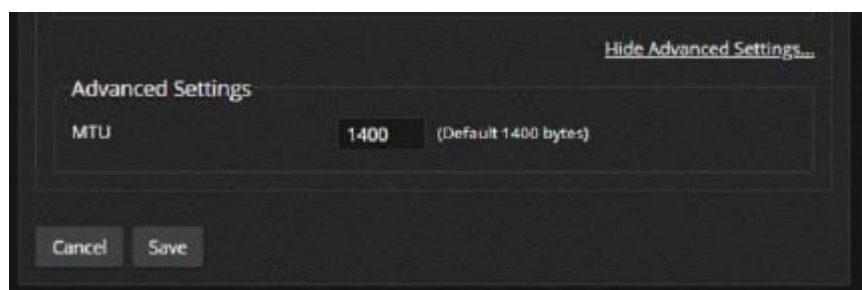 Hide Advanced Settings...
Advanced Settings
MTU 1400 (Default 1400 bytes)
Cancel Save